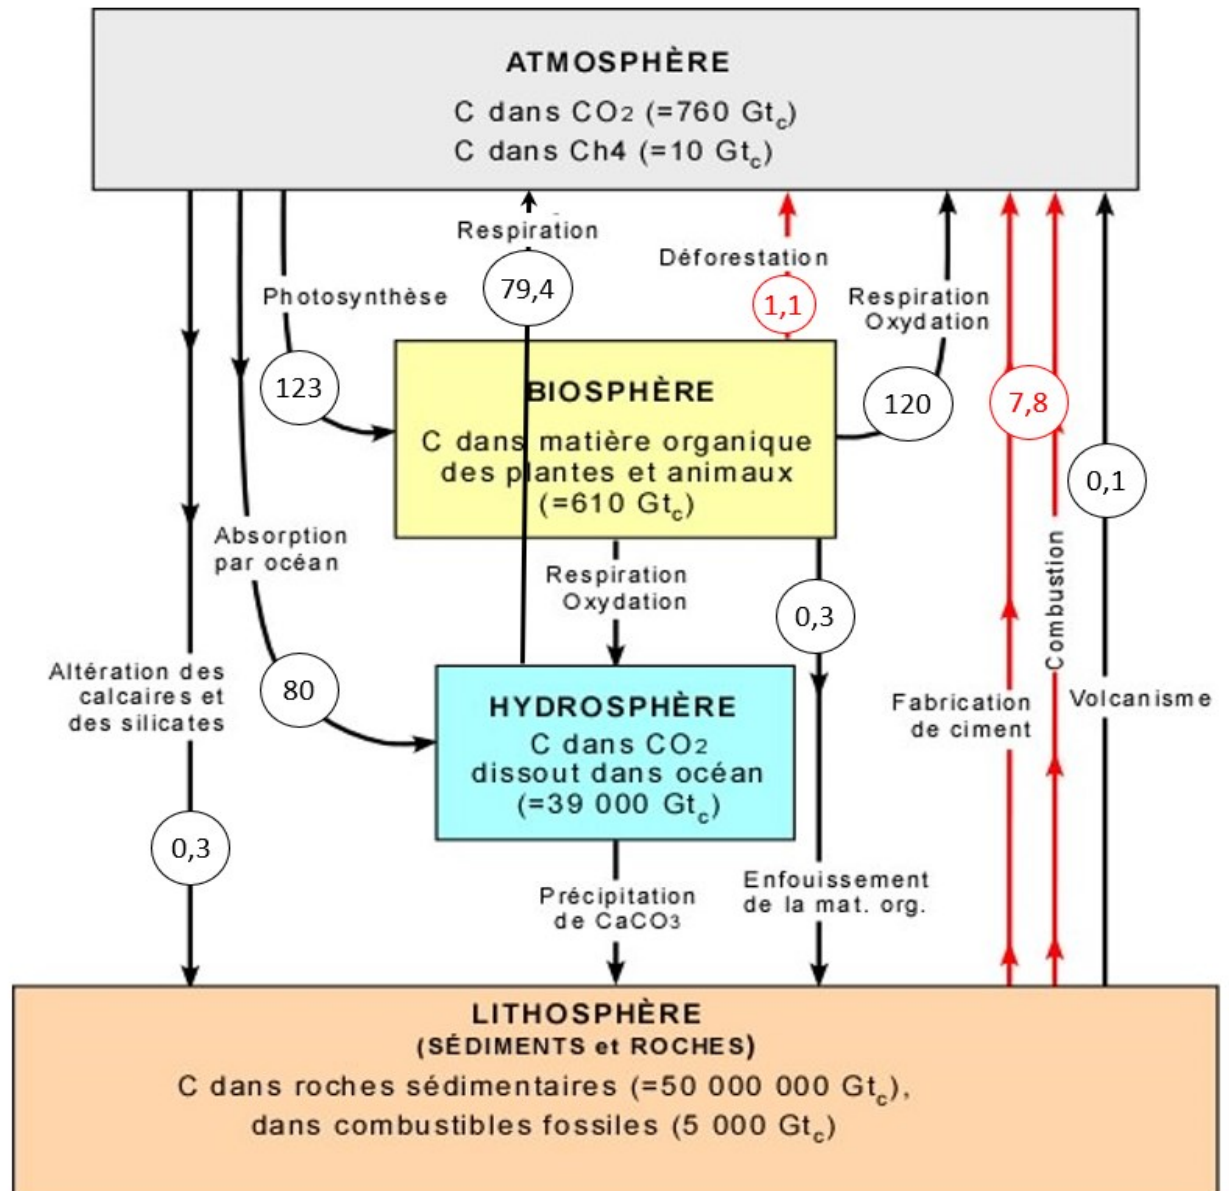 ATMOSPHÈRE
C dans CO2 (=760 Gtc)
C dans Ch4 (=10 Gtc)
Respiration
Déforestation
Photosynthèse
79,4
1,1
Respiration
Oxydation
123
BIOSPHÈRE
C dans matière organique
des plantes et animaux
(=610 Gtc)
120
7,8
0,1
Absorption
par océan
Respiration
Oxydation
0,3
Combustion
Altération des
calcaires et
des silicates
80
HYDROSPHÈRE
C dans CO2
dissout dans océan
(=39 000 Gtc)
Fabrication
de ciment
Volcanisme
0,3
Précipitation
de CaCO3
Enfouissement
de la mat. org.
LITHOSPHÈRE
(SÉDIMENTS et ROCHES)
C dans roches sédimentaires (=50 000 000 Gtc),
dans combustibles fossiles (5 000 Gtc)